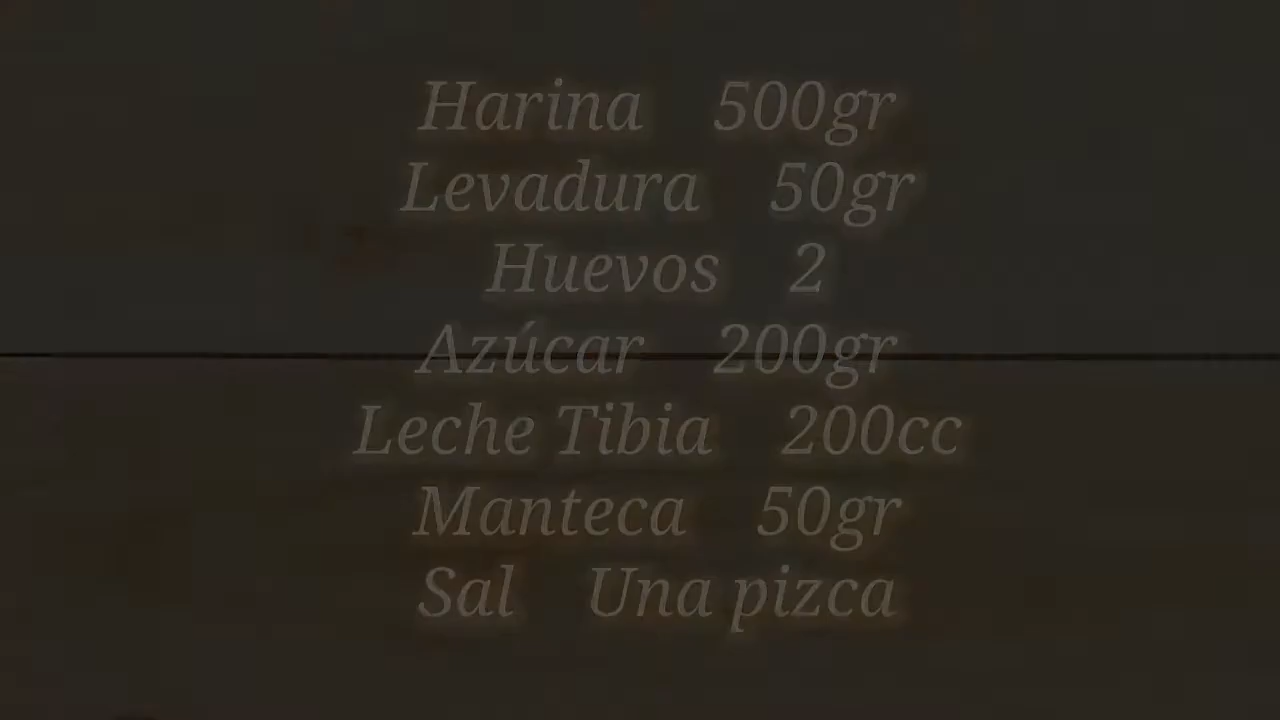 Harina 500gr
Levadura 50gr
Huevos 2
Azúcar 200gr
Leche Tibia 200cc
Manteca 50gr
Sal Una pizca